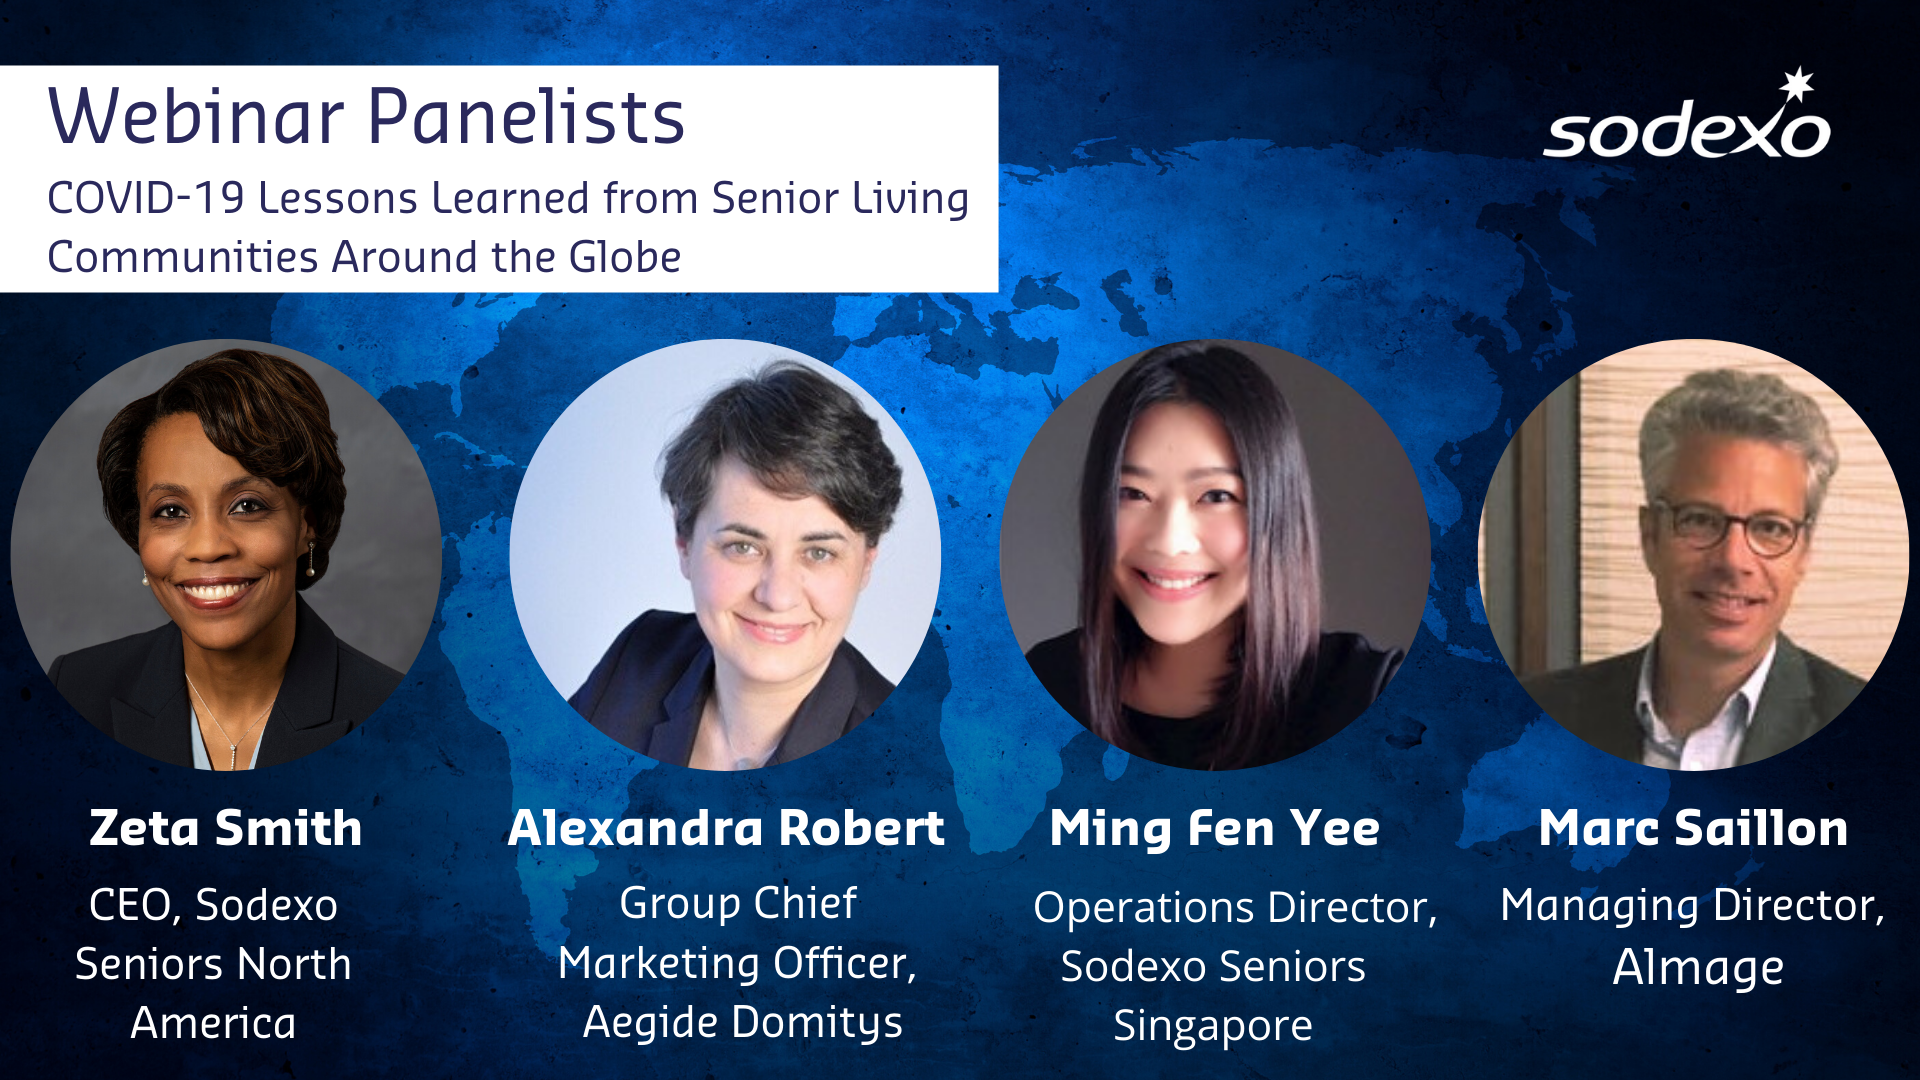 Webinar Panelists
COVID-19 Lessons Learned from Senior Living
Communities Around the Globe
sodexo
Zeta Smith
CEO, Sodexo
Seniors North
America
Alexandra Robert
Group Chief
Marketing Officer,
Aegide Domitys
Ming Fen Yee
Operations Director,
Sodexo Seniors
Singapore
Marc Saillon
Managing Director,
Almage